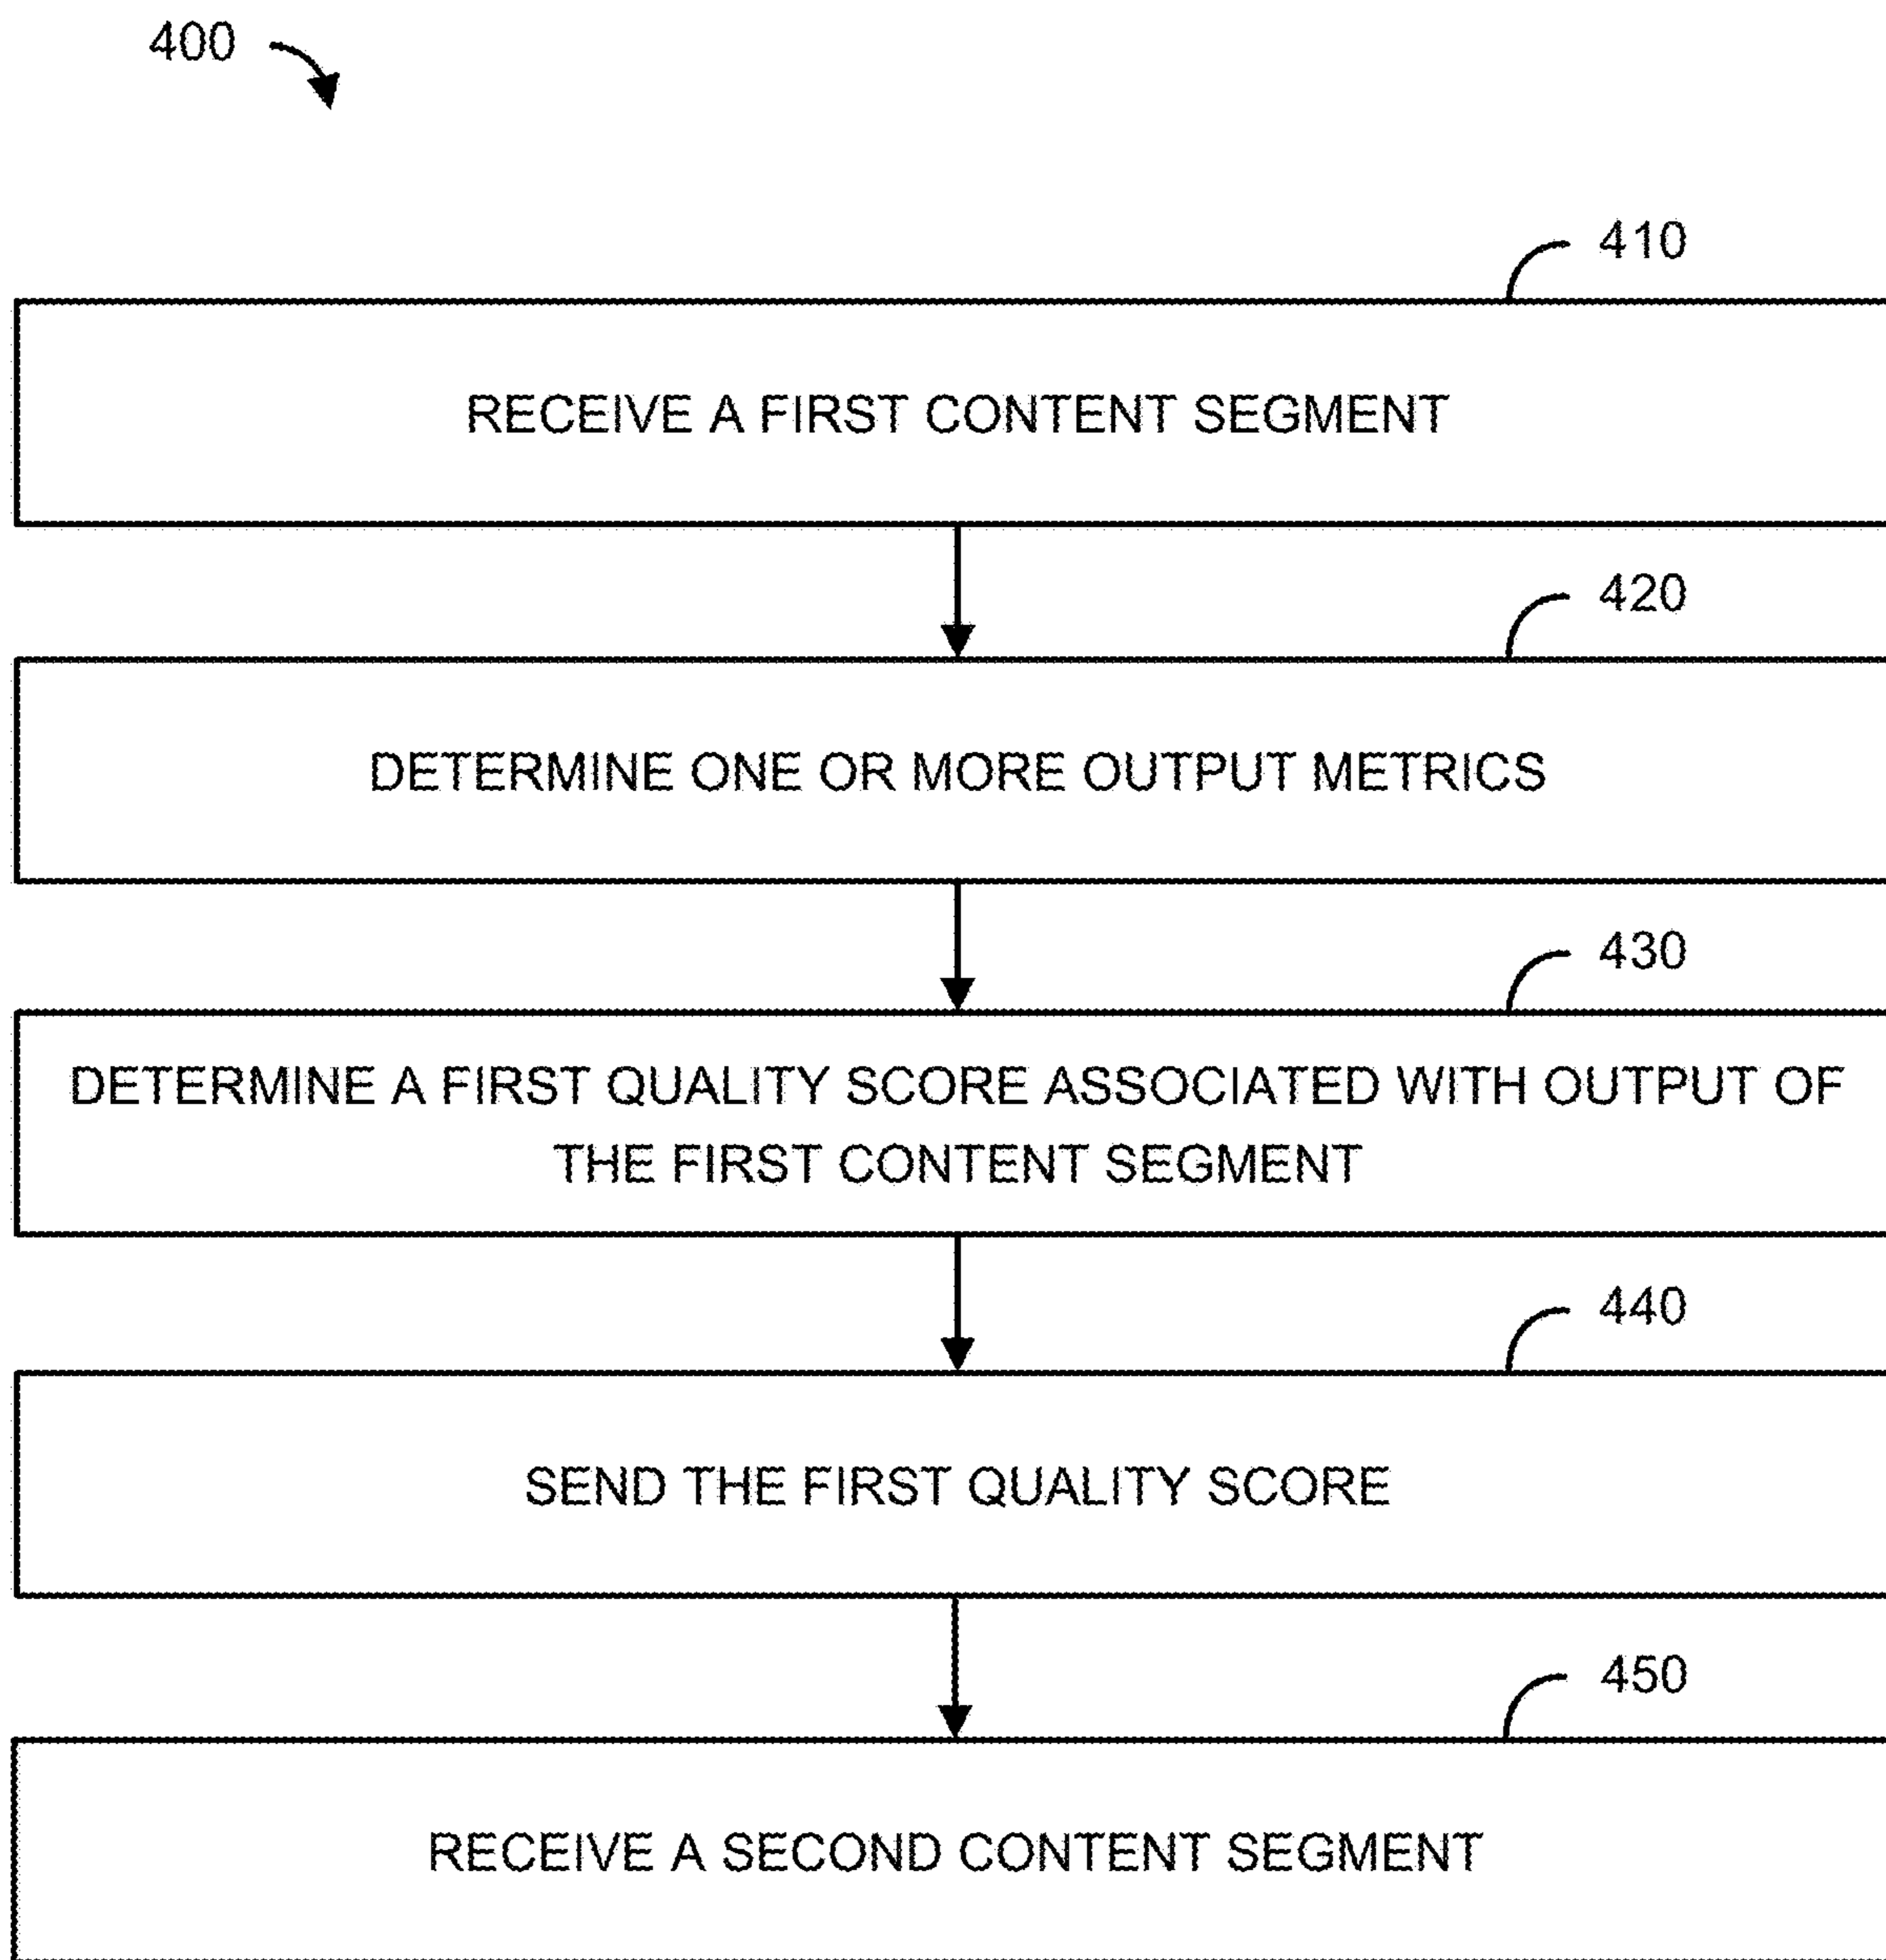 400
410
RECEIVE A FIRST CONTENT SEGMENT
420
DETERMINE ONE OR MORE OUTPUT METRICS
430
DETERMINE A FIRST QUALITY SCORE ASSOCIATED WITH OUTPUT OF
THE FIRST CONTENT SEGMENT
440
SEND THE FIRST QUALITY SCORE
450
RECEIVE A SECOND CONTENT SEGMENT